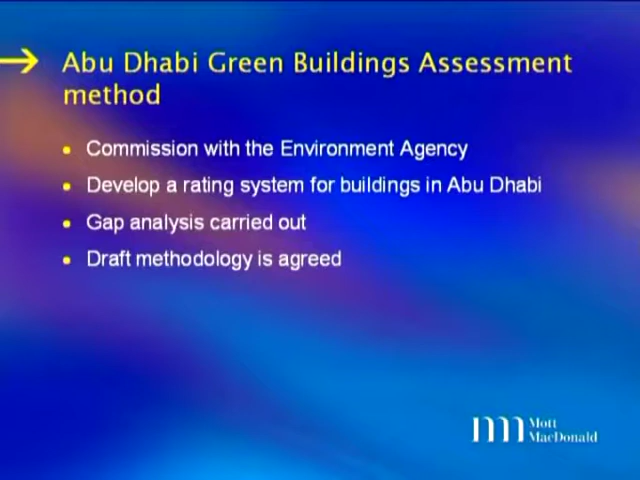 Abu Dhabi Green Buildings Assessment
method
Commission with the Environment Agency
Develop a rating system for buildings in Abu Dhabi
Gap analysis carried out
Draft methodology is agreed
Mott
MacDonald